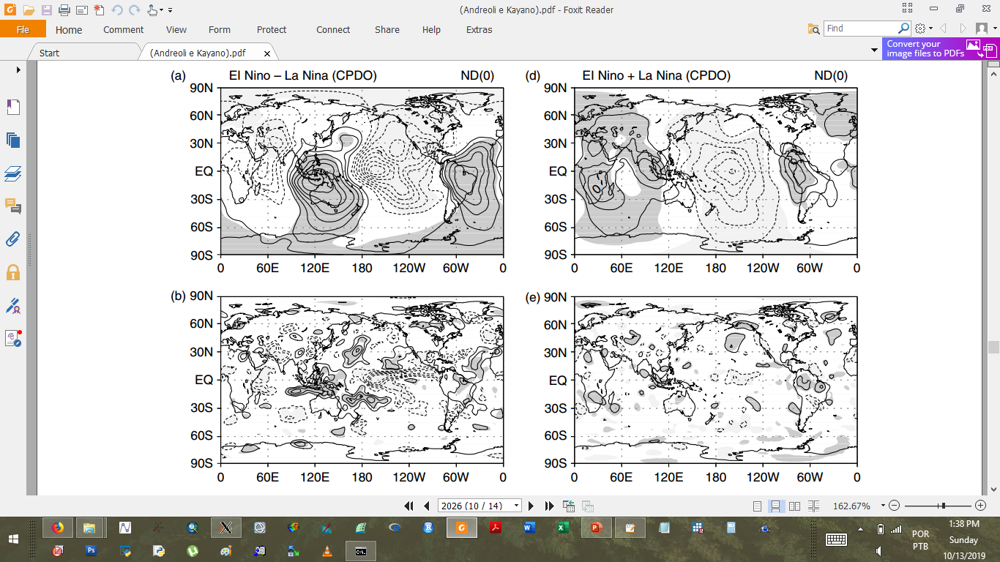 (Andreoli e Kayano).pdf - Foxit Reader
File Home Comment View Form Protect Connect Share Help Extras Find
Convert your
image files to PDFs
Start (Andreoli e Kayano).pdf
(a) El Nino – La Nina (CPDO) ND(0)
90N
60N
30N
EQ
30S
60S
90S
0 60E 120E 180 120W 60W 0
(d) El Nino + La Nina (CPDO) ND(0)
90N
60N
30N
EQ
30S
60S
90S
0 60E 120E 180 120W 60W 0
(b)
90N
60N
30N
EQ
30S
60S
90S
0 60E 120E 180 120W 60W 0
(e)
90N
60N
30N
EQ
30S
60S
90S
0 60E 120E 180 120W 60W 0
2026 (10 / 14) 162.67%
1:38 PM
POR Sunday
PTB 10/13/2019